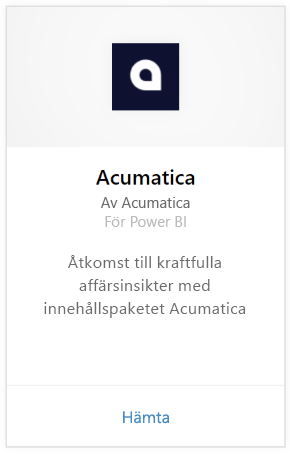 Acumatica
Av Acumatica
För Power BI
Åtkomst till kraftfulla
affärsinsikter med
innehållspaketet Acumatica
Hämta